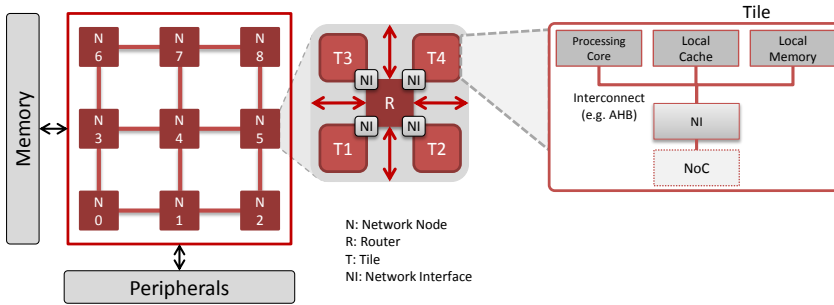 Memory
N
6
N
7
N
8
N
3
N
4
N
5
N
0
N
1
N
2
Peripherals
T3
T4
NI
NI
R
NI
NI
T1
T2
N: Network Node
R: Router
T: Tile
NI: Network Interface
Tile
Processing
Core
Local
Cache
Local
Memory
Interconnect
(e.g. AHB)
NI
NoC